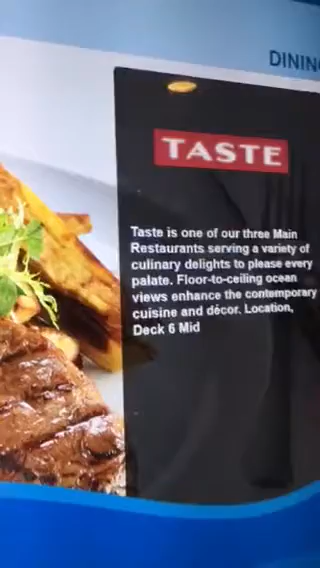 DINING
TASTE
Taste is one of our three Main
Restaurants serving a variety of
culinary delights to please every
palate. Floor-to-ceiling ocean
views enhance the contemporary
cuisine and décor. Location,
Deck 6 Mid